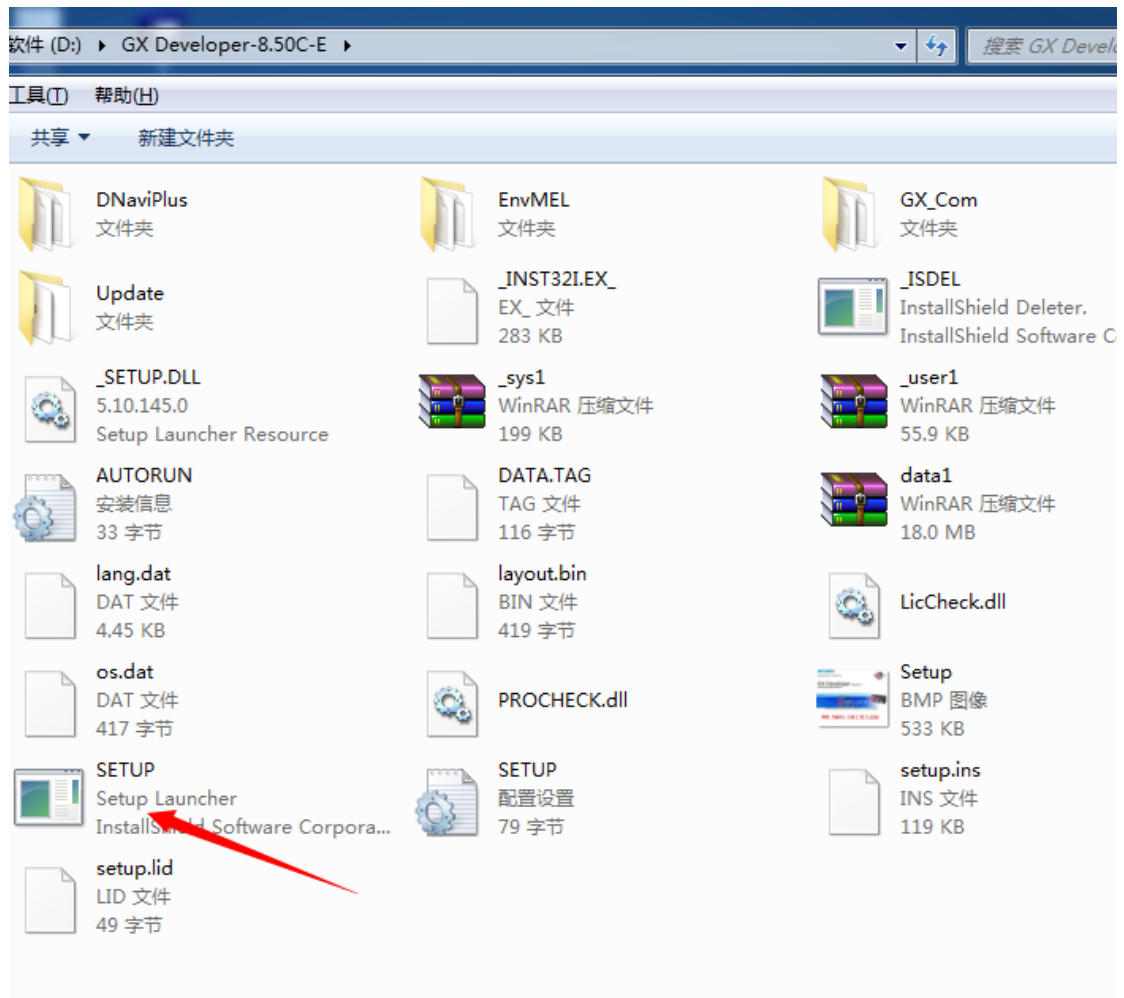 软件 (D:) ▸ GX Developer-8.50C-E ▸
搜索 GX Develo
工具(T) 帮助(H)
共享 新建文件夹
DNaviPlus
文件夹
EnvMEL
文件夹
GX_Com
文件夹
Update
文件夹
_INST32I.EX_
EX_ 文件
283 KB
_ISDEL
InstallShield Deleter.
InstallShield Software C
_SETUP.DLL
5.10.145.0
Setup Launcher Resource
_sys1
WinRAR 压缩文件
199 KB
_user1
WinRAR 压缩文件
55.9 KB
AUTORUN
安装信息
33 字节
DATA.TAG
TAG 文件
116 字节
data1
WinRAR 压缩文件
18.0 MB
lang.dat
DAT 文件
4.45 KB
layout.bin
BIN 文件
419 字节
LicCheck.dll
os.dat
DAT 文件
417 字节
PROCHECK.dll
Setup
BMP 图像
533 KB
SETUP
Setup Launcher
InstallShield Software Corpora...
SETUP
配置设置
79 字节
setup.ins
INS 文件
119 KB
setup.lid
LID 文件
49 字节